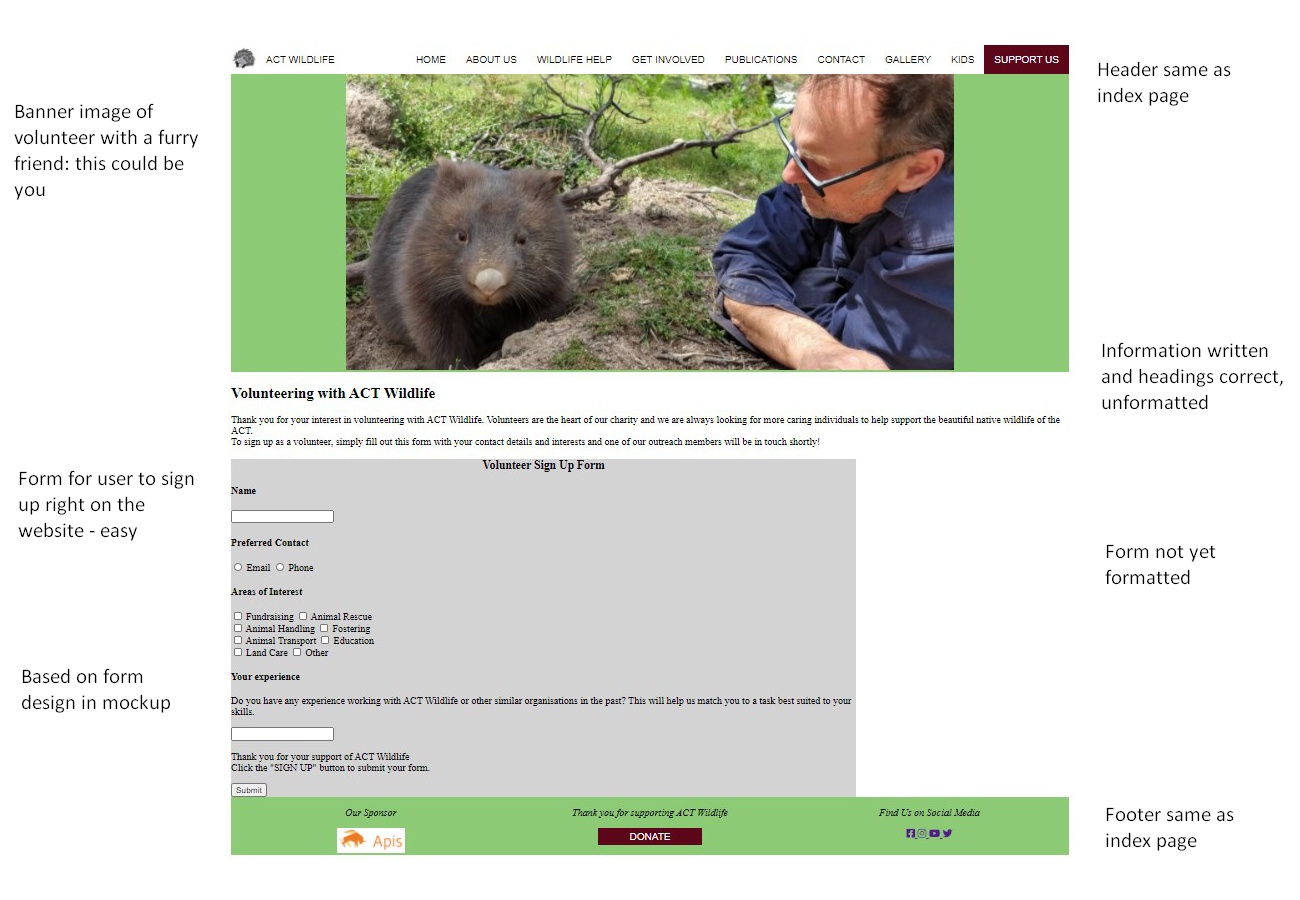 ACT WILDLIFE HOME ABOUT US WILDLIFE HELP GET INVOLVED PUBLICATIONS CONTACT GALLERY KIDS SUPPORT US
Header same as
index page
Banner image of
volunteer with a furry
friend: this could be
you
Information written
and headings correct,
unformatted
Volunteering with ACT Wildlife
Thank you for your interest in volunteering with ACT Wildlife. Volunteers are the heart of our charity and we are always looking for more caring individuals to help support the beautiful native wildlife of the
ACT.
To sign up as a volunteer, simply fill out this form with your contact details and interests and one of our outreach members will be in touch shortly!
Form for user to sign
up right on the
website - easy
Volunteer Sign Up Form
Name
Preferred Contact
Email Phone
Areas of Interest
Fundraising Animal Rescue
Animal Handling Fostering
Animal Transport Education
Land Care Other
Form not yet
formatted
Based on form
design in mockup
Your experience
Do you have any experience working with ACT Wildlife or other similar organisations in the past? This will help us match you to a task best suited to your
skills.
Thank you for your support of ACT Wildlife
Click the "SIGN UP" button to submit your form.
Submit
Our Sponsor Thank you for supporting ACT Wildlife Find Us on Social Media
Apis DONATE
Footer same as
index page